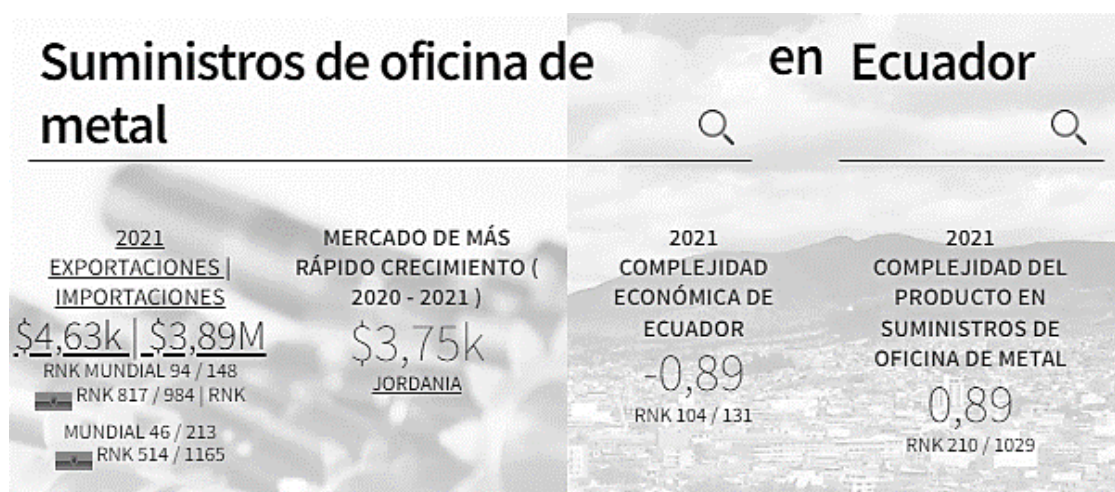 Suministros de oficina de
metal
en Ecuador
2021
EXPORTACIONES |
IMPORTACIONES
$4,63k | $3,89M
RNK MUNDIAL 94 / 148
RNK 817 / 984 | RNK
MUNDIAL 46 / 213
RNK 514 / 1165
MERCADO DE MÁS
RÁPIDO CRECIMIENTO (
2020 - 2021 )
$3,75k
JORDANIA
2021
COMPLEJIDAD
ECONÓMICA DE
ECUADOR
-0,89
RNK 104 / 131
2021
COMPLEJIDAD DEL
PRODUCTO EN
SUMINISTROS DE
OFICINA DE METAL
0,89
RNK 210 / 1029